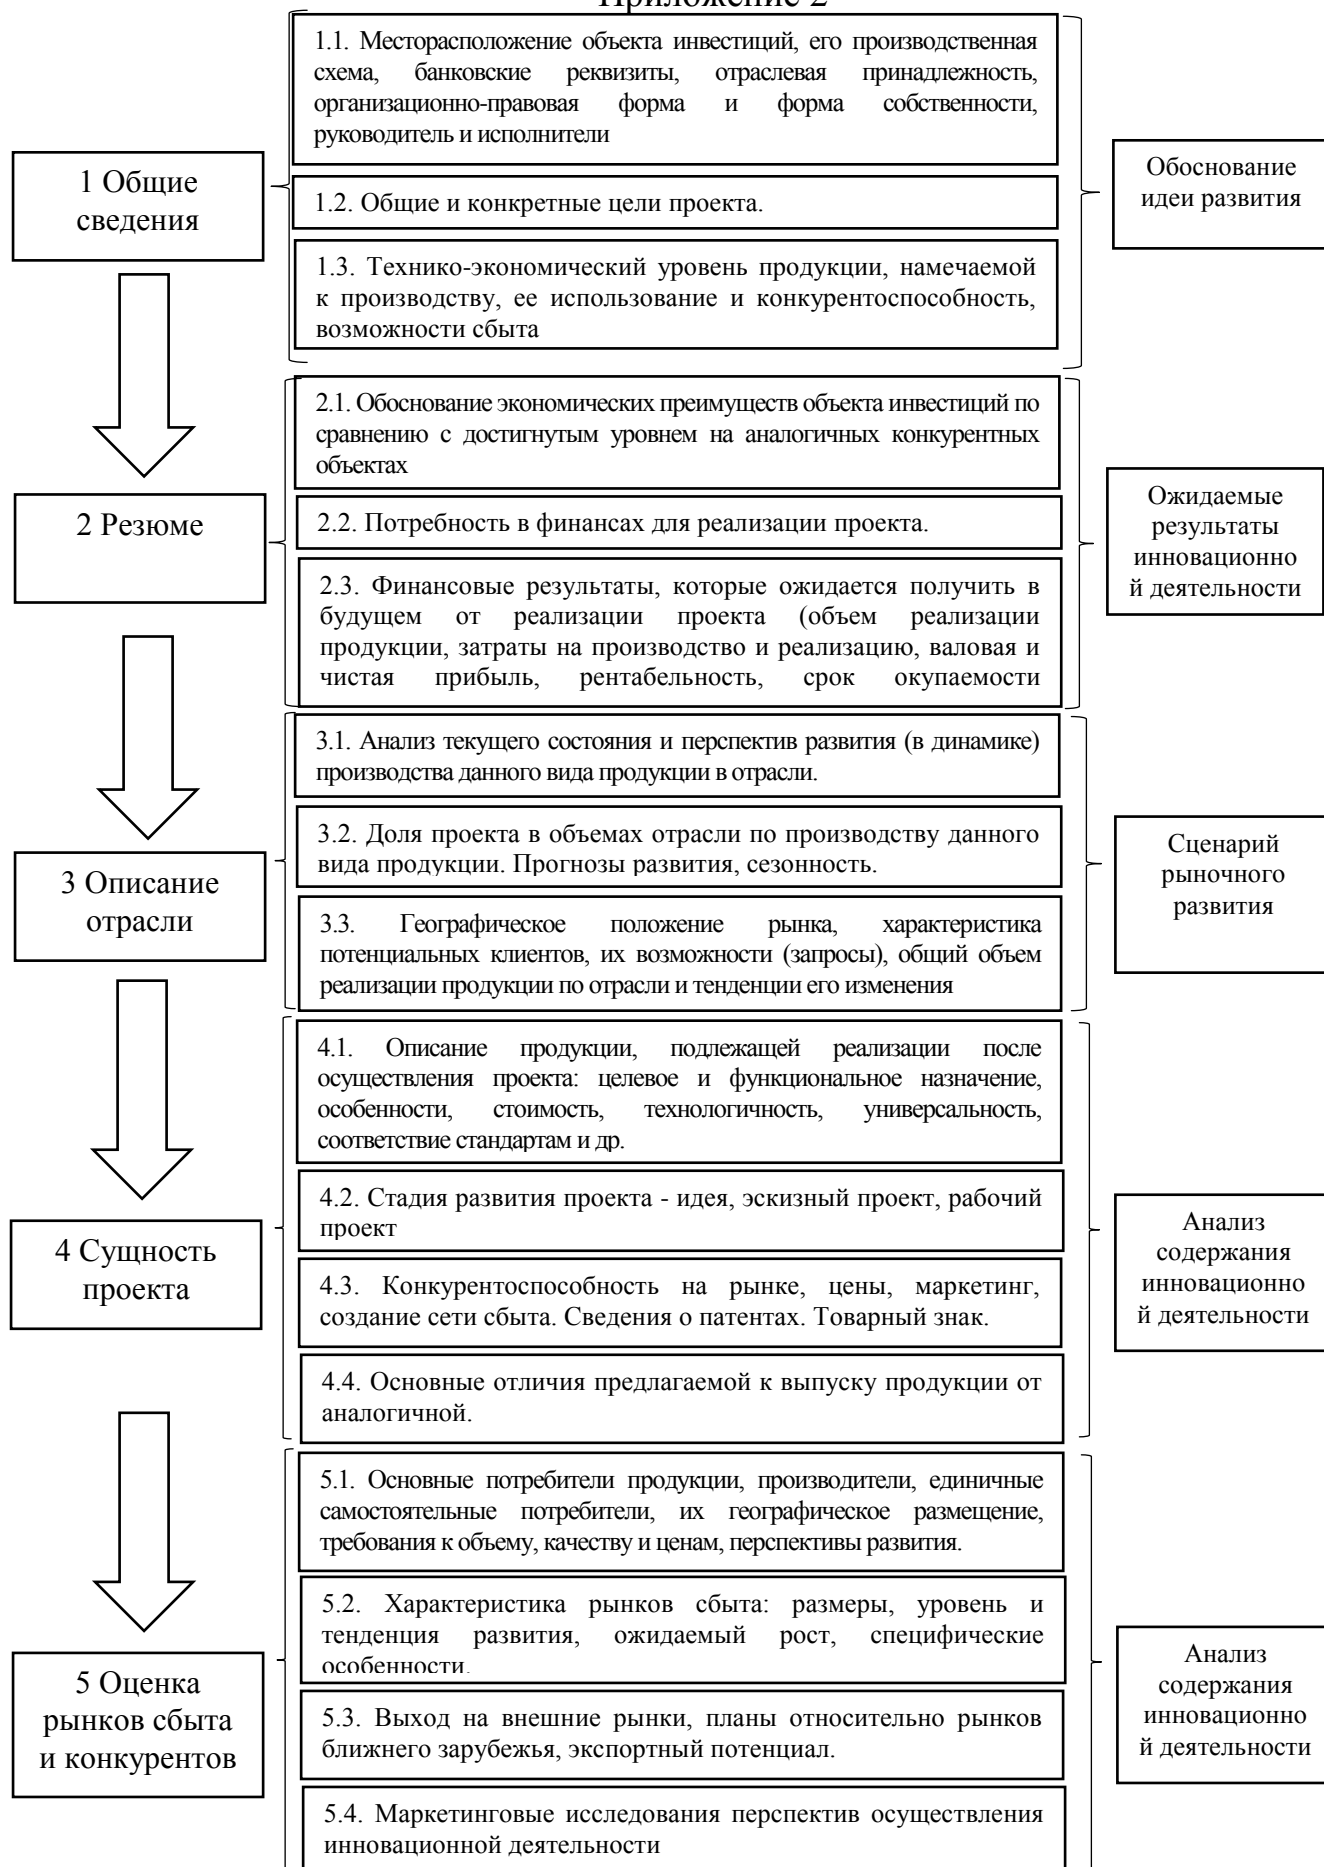 Приложение 2
1.1. Месторасположение объекта инвестиций, его производственная
схема, банковские реквизиты, отраслевая принадлежность,
организационно-правовая форма и форма собственности,
руководитель и исполнители
1 Общие
сведения
1.2. Общие и конкретные цели проекта.
Обоснование
идеи развития
1.3. Технико-экономический уровень продукции, намечаемой
к производству, ее использование и конкурентоспособность,
возможности сбыта
2.1. Обоснование экономических преимуществ объекта инвестиций по
сравнению с достигнутым уровнем на аналогичных конкурентных
объектах
2 Резюме
2.2. Потребность в финансах для реализации проекта.
Ожидаемые
результаты
инновационно
й деятельности
2.3. Финансовые результаты, которые ожидается получить в
будущем от реализации проекта (объем реализации
продукции, затраты на производство и реализацию, валовая и
чистая прибыль, рентабельность, срок окупаемости
3.1. Анализ текущего состояния и перспектив развития (в динамике)
производства данного вида продукции в отрасли.
3 Описание
отрасли
3.2. Доля проекта в объемах отрасли по производству данного
вида продукции. Прогнозы развития, сезонность.
Сценарий
рыночного
развития
3.3. Географическое положение рынка, характеристика
потенциальных клиентов, их возможности (запросы), общий объем
реализации продукции по отрасли и тенденции его изменения
4.1. Описание продукции, подлежащей реализации после
осуществления проекта: целевое и функциональное назначение,
особенности, стоимость, технологичность, универсальность,
соответствие стандартам и др.
4 Сущность
проекта
4.2. Стадия развития проекта - идея, эскизный проект, рабочий
проект
4.3. Конкурентоспособность на рынке, цены, маркетинг,
создание сети сбыта. Сведения о патентах. Товарный знак.
Анализ
содержания
инновационно
й деятельности
4.4. Основные отличия предлагаемой к выпуску продукции от
аналогичной.
5.1. Основные потребители продукции, производители, единичные
самостоятельные потребители, их географическое размещение,
требования к объему, качеству и ценам, перспективы развития.
5.2. Характеристика рынков сбыта: размеры, уровень и
тенденция развития, ожидаемый рост, специфические
особенности.
5 Оценка
рынков сбыта
и конкурентов
5.3. Выход на внешние рынки, планы относительно рынков
ближнего зарубежья, экспортный потенциал.
Анализ
содержания
инновационно
й деятельности
5.4. Маркетинговые исследования перспектив осуществления
инновационной деятельности